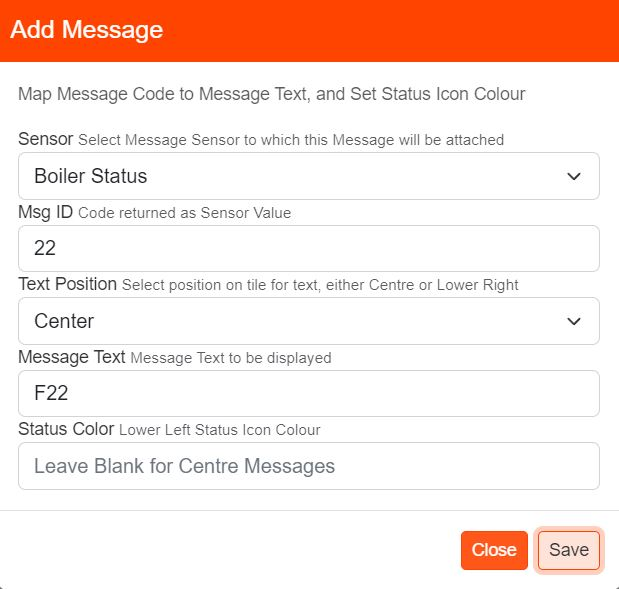 Add Message
Map Message Code to Message Text, and Set Status Icon Colour
Sensor Select Message Sensor to which this Message will be attached
Boiler Status
Msg ID Code returned as Sensor Value
22
Text Position Select position on tile for text, either Centre or Lower Right
Center
Message Text Message Text to be displayed
F22
Status Color Lower Left Status Icon Colour
Leave Blank for Centre Messages
Close Save